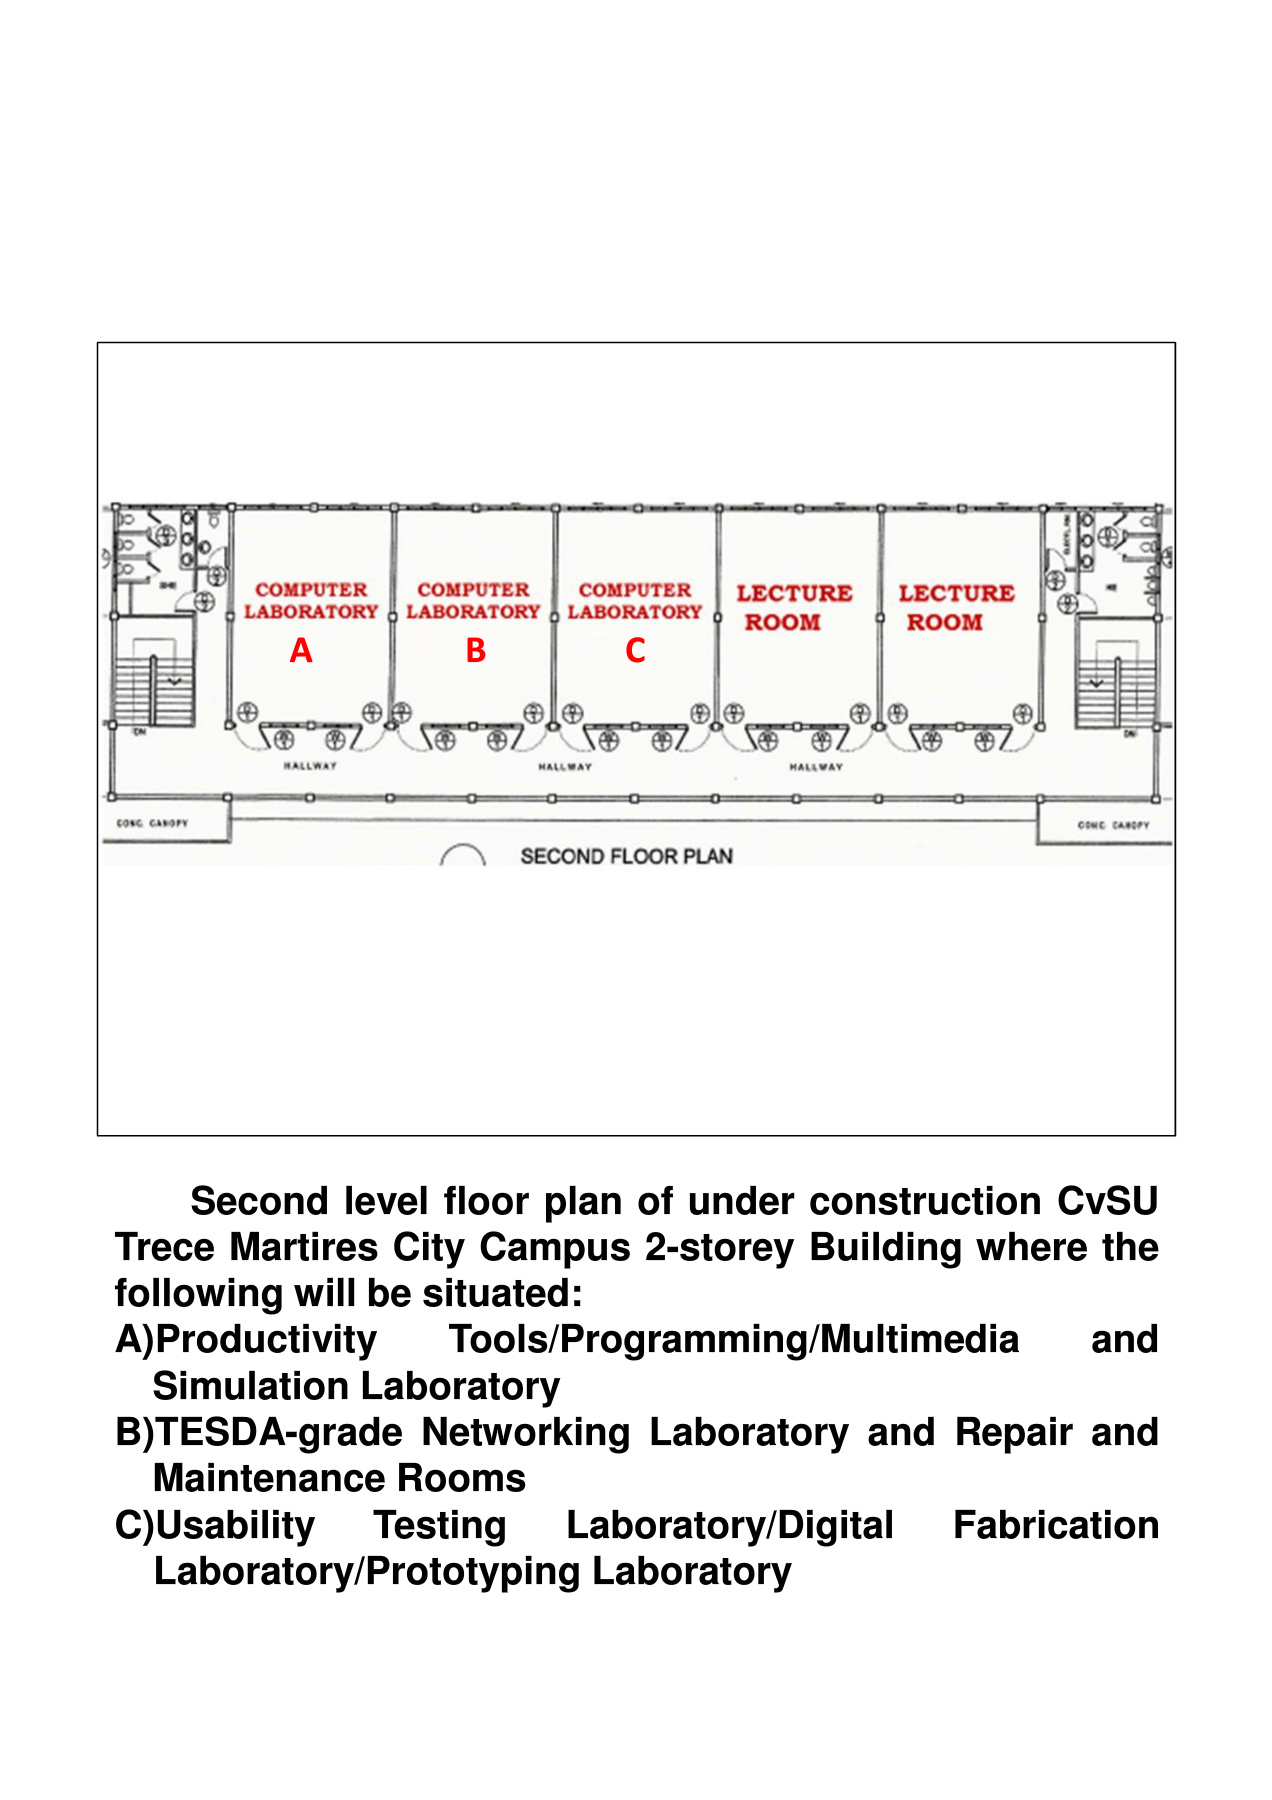 COMPUTER LABORATORY A
COMPUTER LABORATORY B
COMPUTER LABORATORY C
LECTURE ROOM
LECTURE ROOM
SHE
DN
DN
HALLWAY
HALLWAY
HALLWAY
CONC. CANOPY
CONC. CANOPY
SECOND FLOOR PLAN
Second level floor plan of under construction CvSU
Trece Martires City Campus 2-storey Building where the
following will be situated:
A)Productivity Tools/Programming/Multimedia and
Simulation Laboratory
B)TESDA-grade Networking Laboratory and Repair and
Maintenance Rooms
C)Usability Testing Laboratory/Digital Fabrication
Laboratory/Prototyping Laboratory